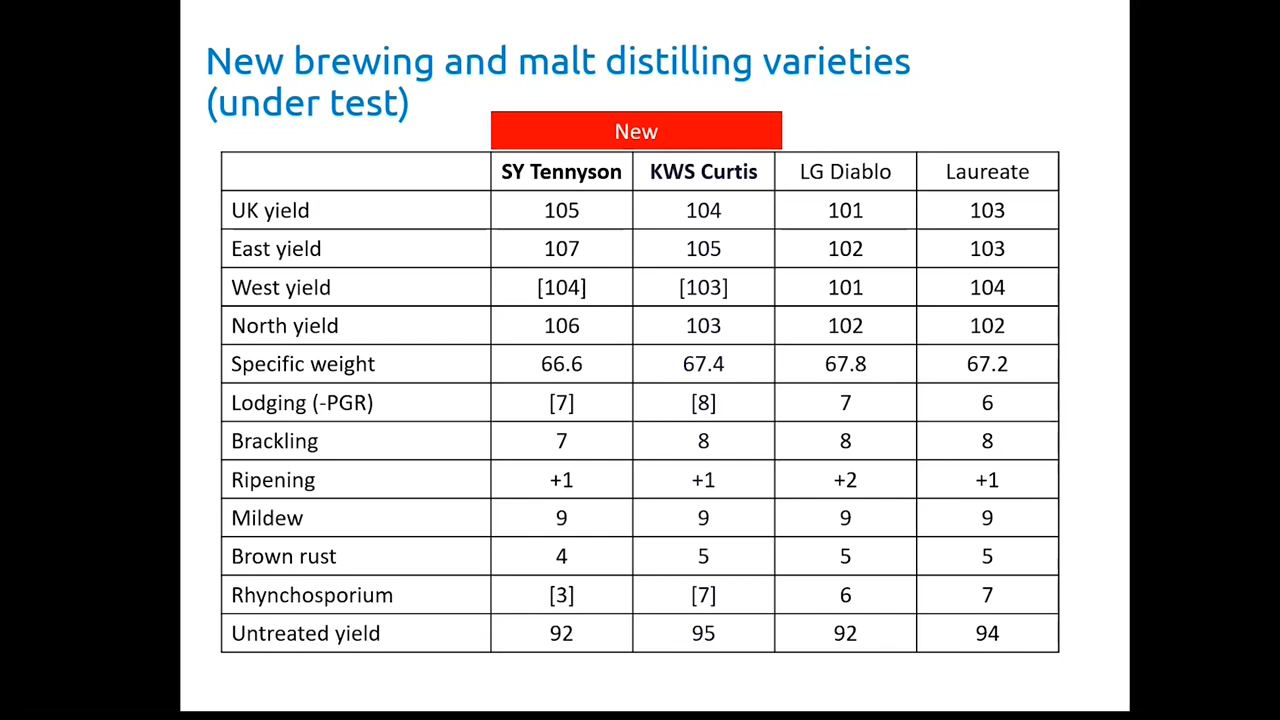 New brewing and malt distilling varieties
(under test)
New
SY Tennyson KWS Curtis LG Diablo Laureate
UK yield 105 104 101 103
East yield 107 105 102 103
West yield [104] [103] 101 104
North yield 106 103 102 102
Specific weight 66.6 67.4 67.8 67.2
Lodging (-PGR) [7] [8] 7 6
Brackling 7 8 8 8
Ripening +1 +1 +2 +1
Mildew 9 9 9 9
Brown rust 4 5 5 5
Rhynchosporium [3] [7] 6 7
Untreated yield 92 95 92 94